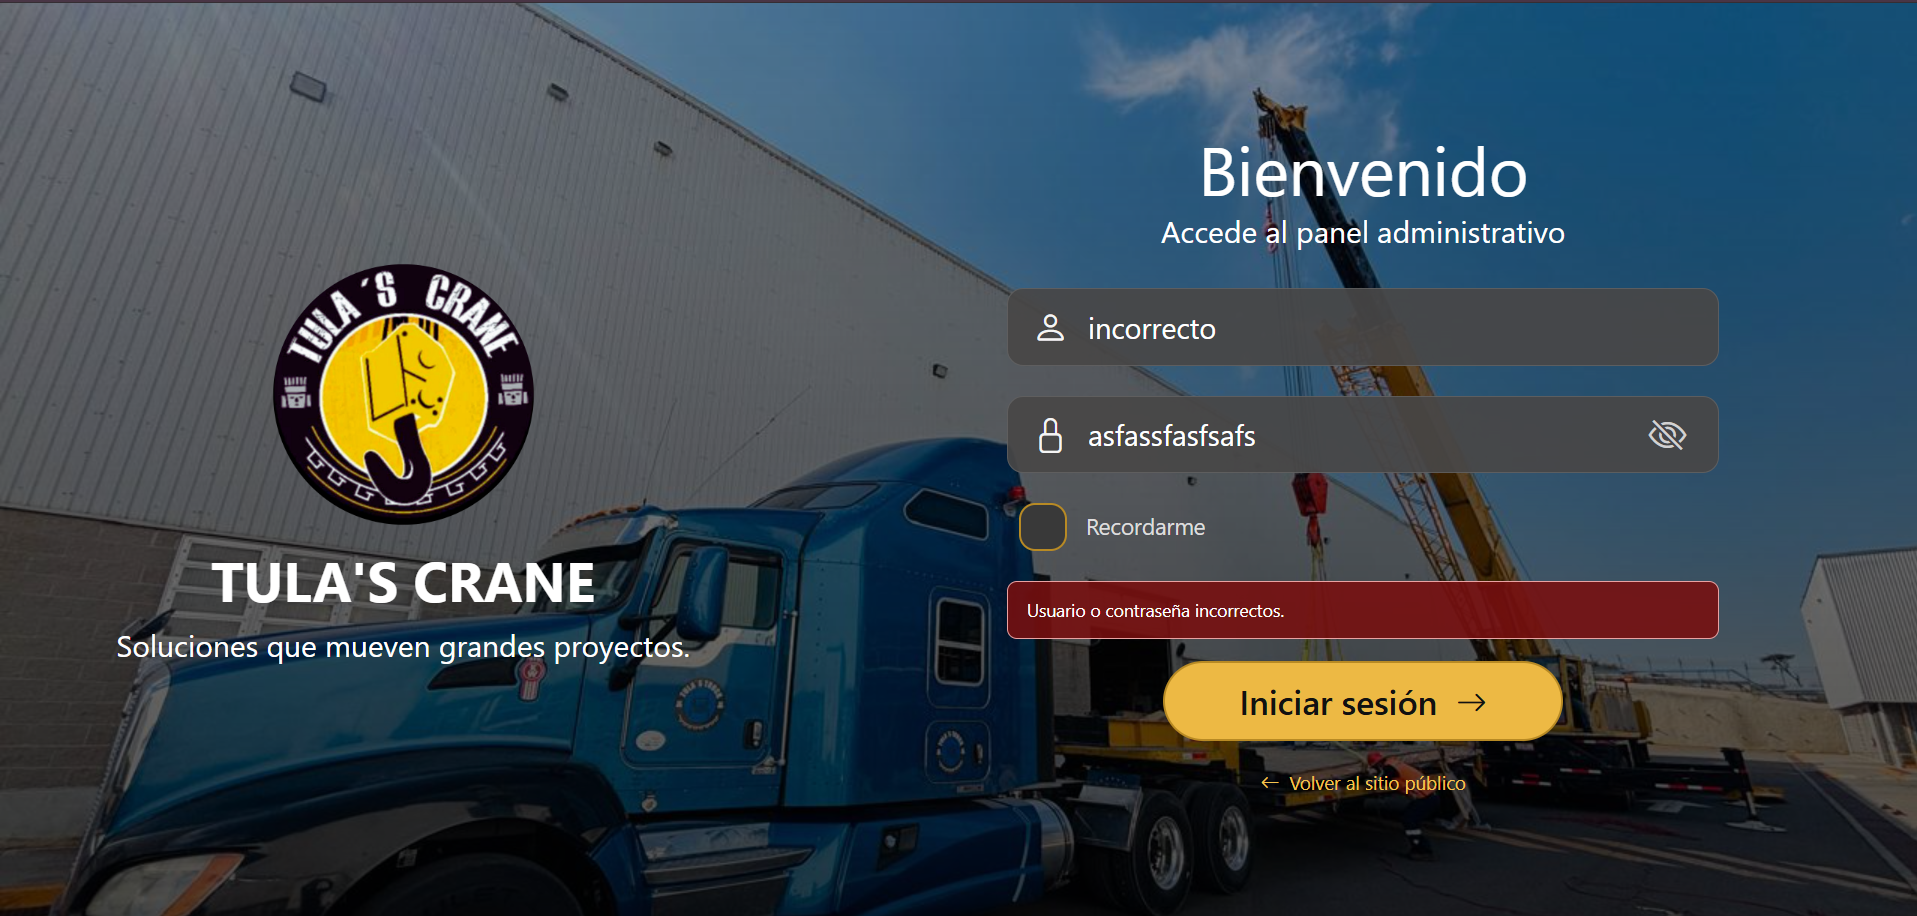 TULA´S CRANE
TULA'S CRANE
Soluciones que mueven grandes proyectos.
Bienvenido
Accede al panel administrativo
incorrecto
asfassfasfsafs
Recordarme
Usuario o contraseña incorrectos.
Iniciar sesión →
← Volver al sitio público